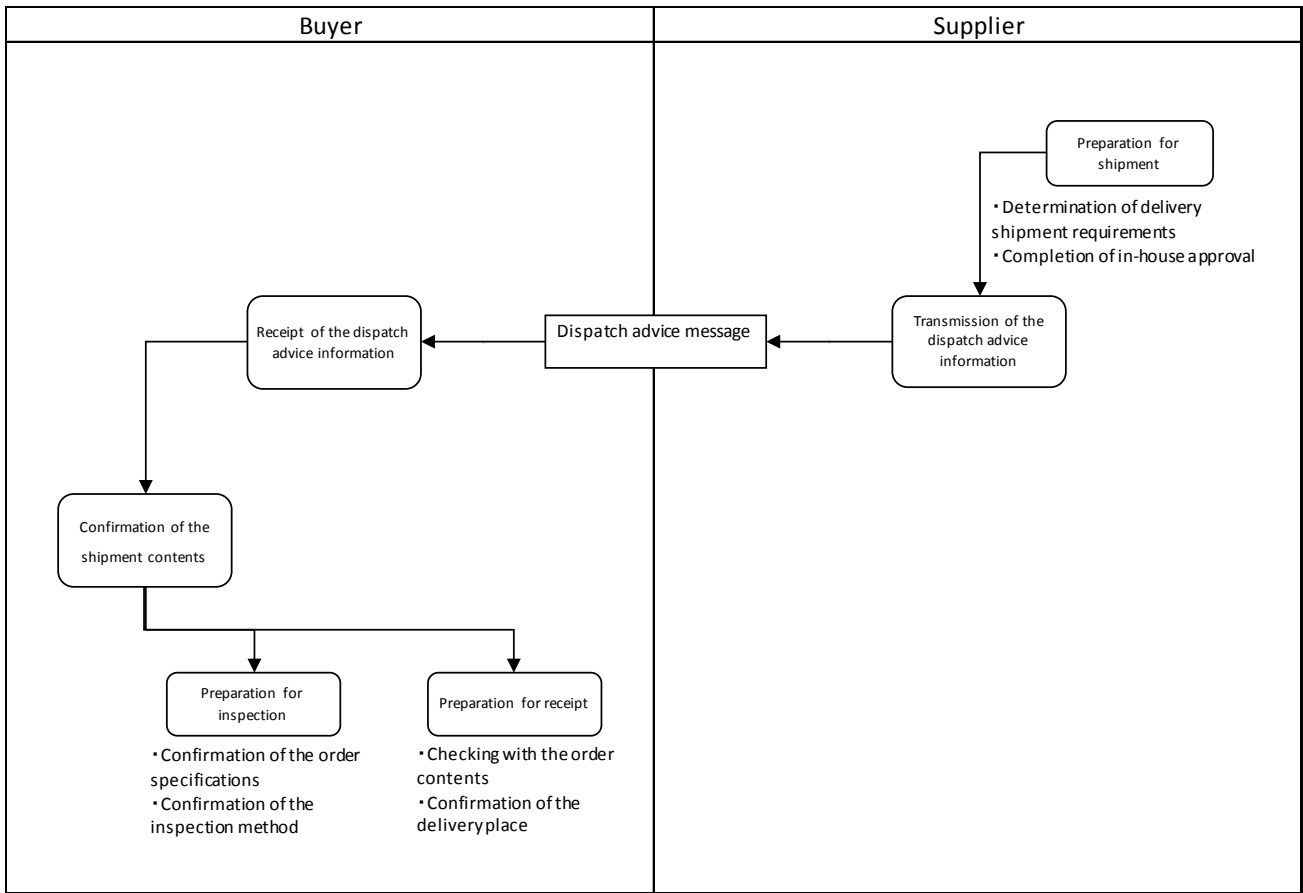 Buyer
Supplier
Preparation for
shipment
・Determination of delivery
shipment requirements
・Completion of in-house approval
Transmission of the
dispatch advice
information
Dispatch advice message
Receipt of the dispatch
advice information
Confirmation of the
shipment contents
Preparation for
inspection
・Confirmation of the order
specifications
・Confirmation of the
inspection method
Preparation for receipt
・Checking with the order
contents
・Confirmation of the
delivery place